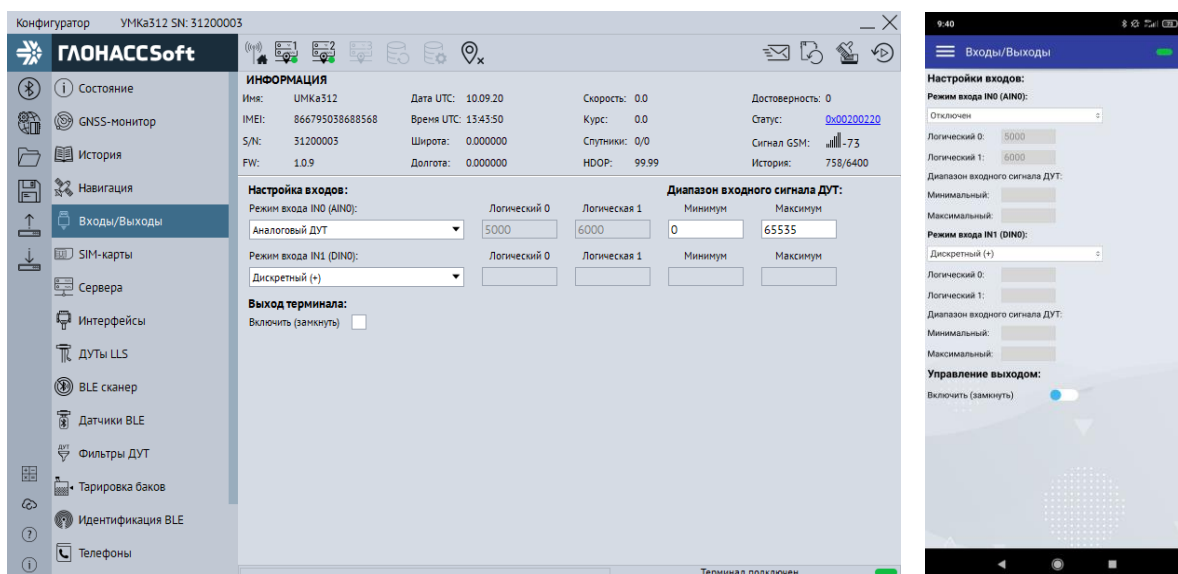 Конфигуратор УМКа312 SN: 31200003
ГЛОНАССSoft
Состояние
GNSS-монитор
История
Навигация
Входы/Выходы
SIM-карты
Сервера
Интерфейсы
ДУТы LLS
BLE сканер
Датчики BLE
Фильтры ДУТ
Тарировка баков
Идентификация BLE
Телефоны
ИНФОРМАЦИЯ
Имя: UMKa312 Дата UTC: 10.09.20 Скорость: 0.0 Достоверность: 0
IMEI: 866795038688568 Время UTC: 13:43:50 Курс: 0.0 Статус: 0x00200220
S/N: 31200003 Широта: 0.000000 Спутники: 0/0 Сигнал GSM: -73
FW: 1.0.9 Долгота: 0.000000 HDOP: 99.99 История: 758/6400
Настройка входов: Диапазон входного сигнала ДУТ:
Режим входа IN0 (AIN0): Логический 0 Логическая 1 Минимум Максимум
Аналоговый ДУТ 5000 6000 0 65535
Режим входа IN1 (DIN0): Логический 0 Логическая 1 Минимум Максимум
Дискретный (+)
Выход терминала:
Включить (замкнуть)
Терминал подключен
9:40
Входы/Выходы
Настройки входов:
Режим входа IN0 (AIN0):
Отключен
Логический 0: 5000
Логический 1: 6000
Диапазон входного сигнала ДУТ:
Минимальный:
Максимальный:
Режим входа IN1 (DIN0):
Дискретный (+)
Логический 0:
Логический 1:
Диапазон входного сигнала ДУТ:
Минимальный:
Максимальный:
Управление выходом:
Включить (замкнуть)